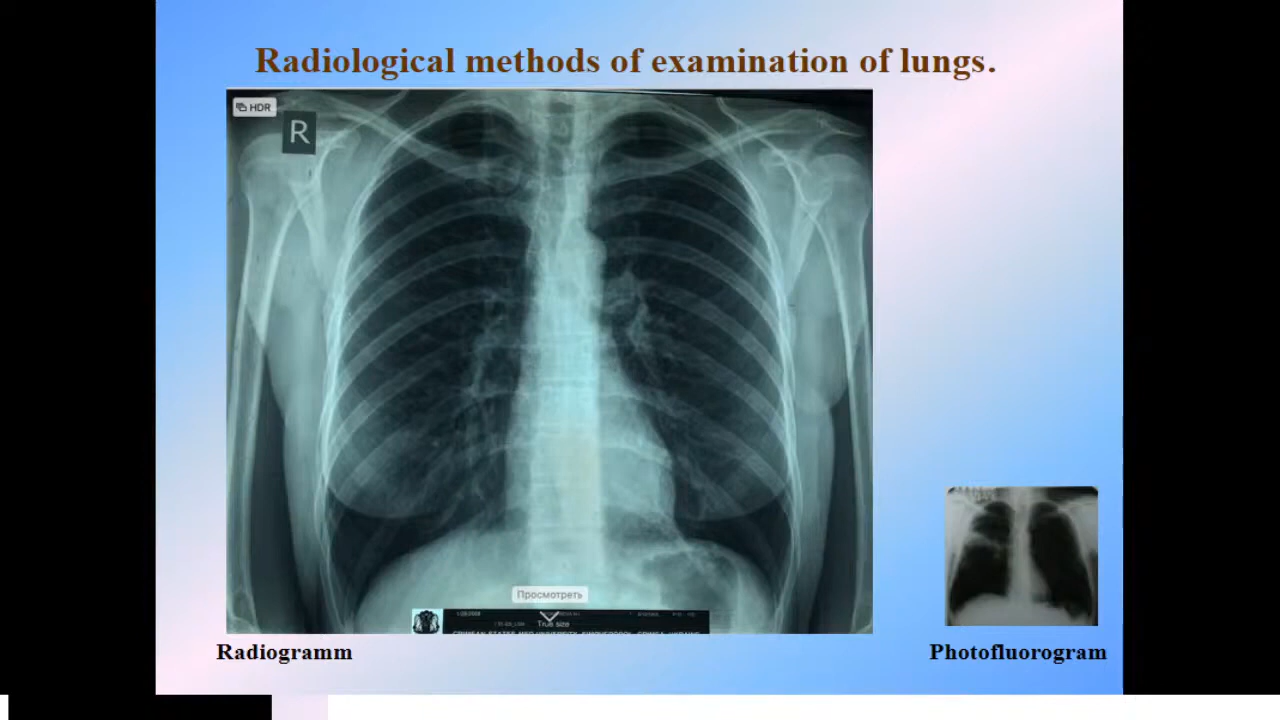 Radiological methods of examination of lungs.
HDR
R
Просмотреть
True size
Radiogramm
Photofluorogram